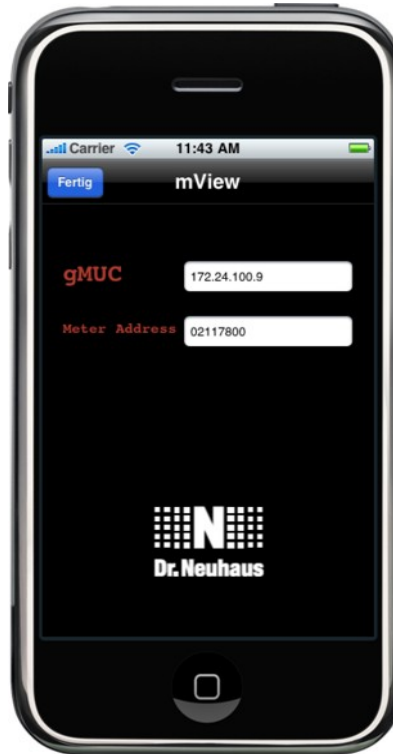 Carrier 11:43 AM
Fertig mView
gMUC 172.24.100.9
Meter Address 02117800
N
Dr.Neuhaus